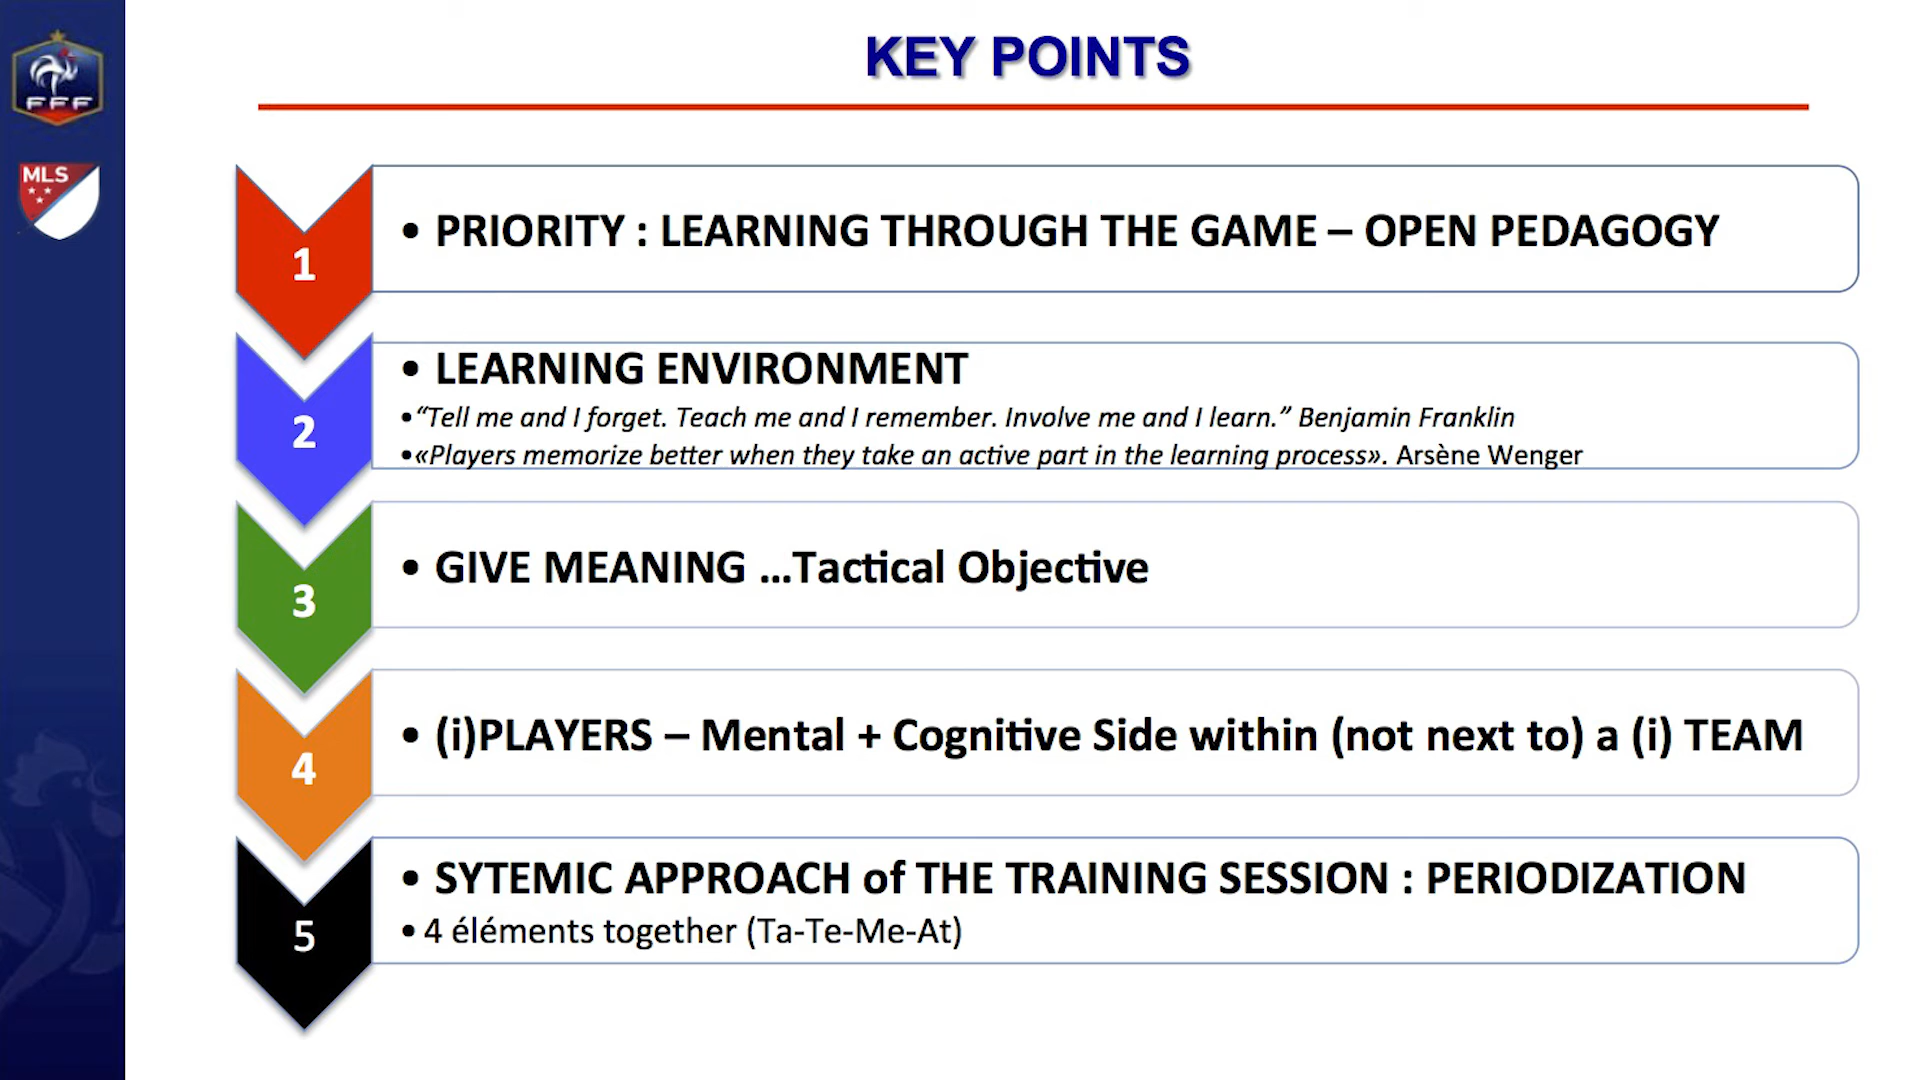 KEY POINTS
FFF
MLS
1
• PRIORITY : LEARNING THROUGH THE GAME – OPEN PEDAGOGY
2
• LEARNING ENVIRONMENT
•“Tell me and I forget. Teach me and I remember. Involve me and I learn.” Benjamin Franklin
•«Players memorize better when they take an active part in the learning process». Arsène Wenger
3
• GIVE MEANING ...Tactical Objective
4
• (i)PLAYERS – Mental + Cognitive Side within (not next to) a (i) TEAM
5
• SYTEMIC APPROACH of THE TRAINING SESSION : PERIODIZATION
• 4 éléments together (Ta-Te-Me-At)